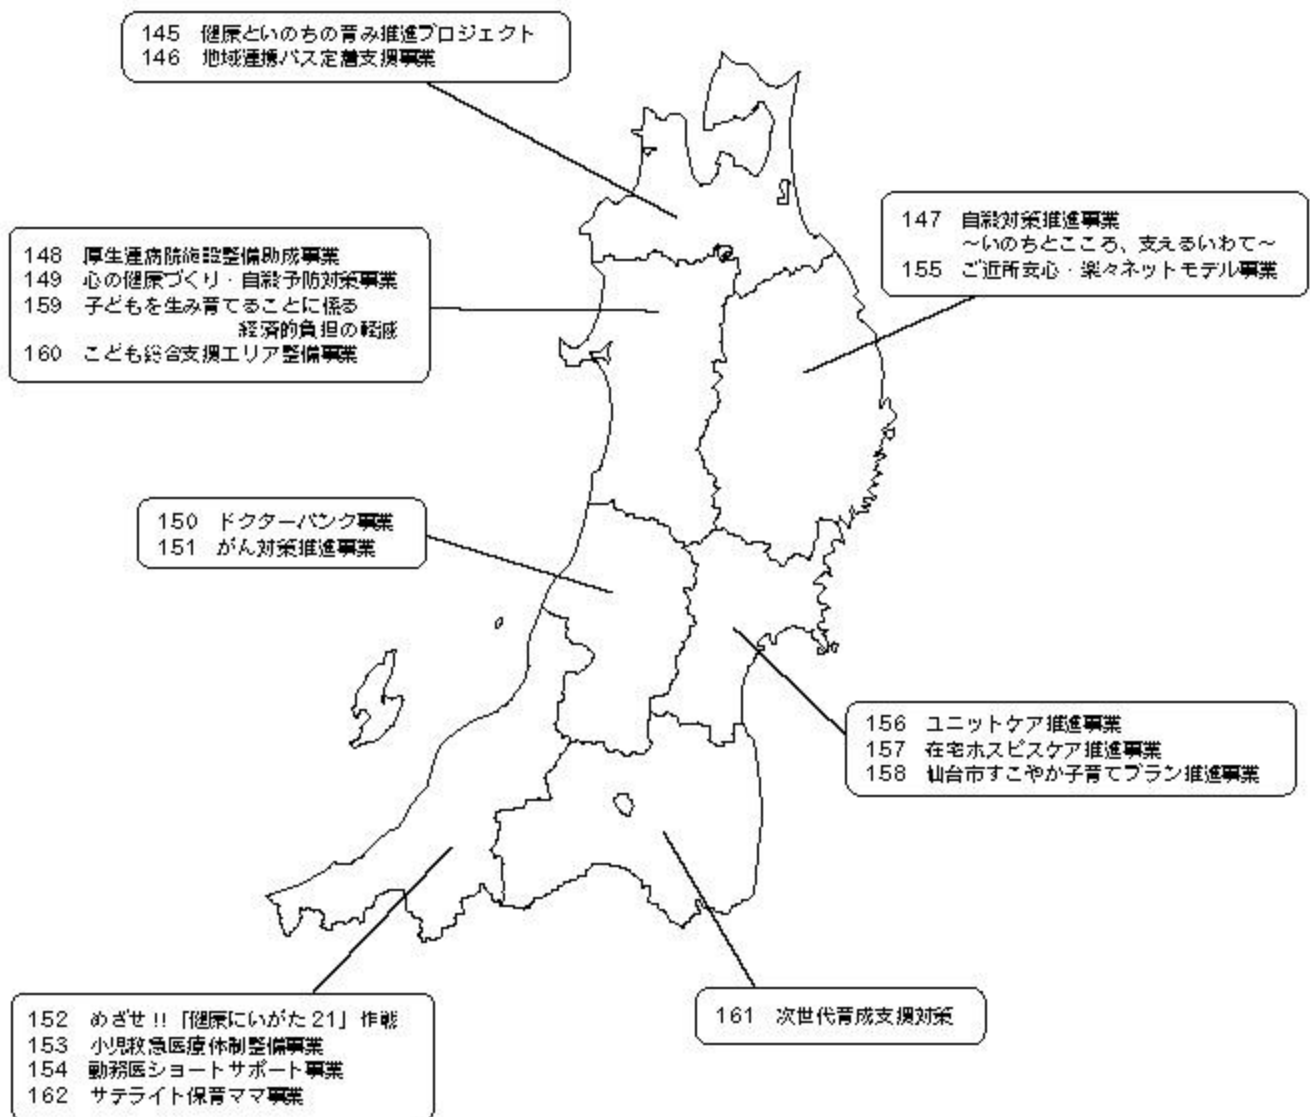 145 健康といのちの育み推進プロジェクト
146 地域連携パス定着支援事業
147 自殺対策推進事業
～いのちとこころ、支えるいわて～
155 ご近所安心・楽々ネットモデル事業
148 厚生連病院施設整備助成事業
149 心の健康づくり・自殺予防対策事業
159 子どもを生み育てることに係る
経済的負担の軽減
160 こども総合支援エリア整備事業
150 ドクターバンク事業
151 がん対策推進事業
156 ユニットケア推進事業
157 在宅ホスピスケア推進事業
158 仙台市すこやか子育てプラン推進事業
161 次世代育成支援対策
152 めざせ!!「健康にいがた21」作戦
153 小児救急医療体制整備事業
154 勤務医ショートサポート事業
162 サテライト保育ママ事業